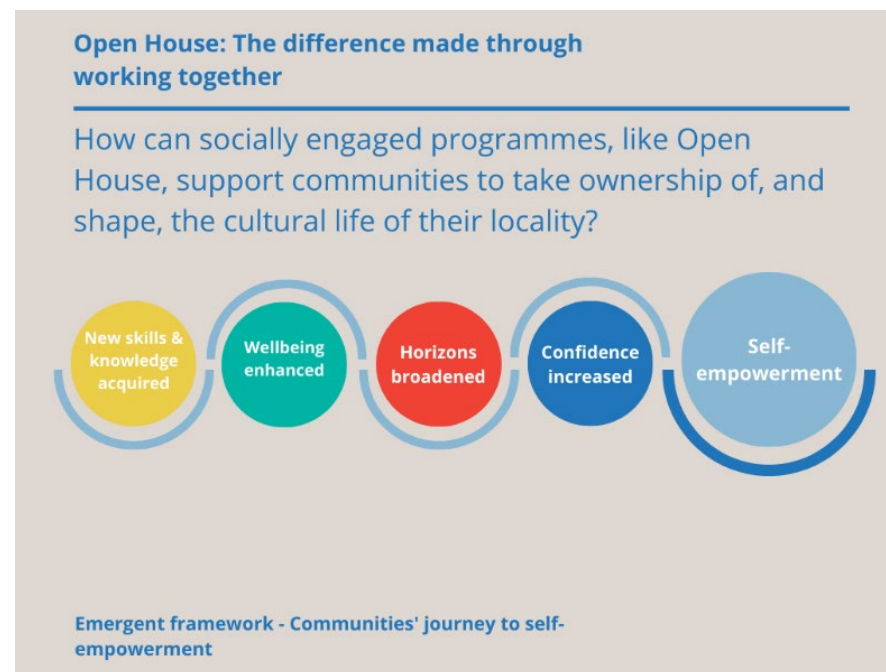 Open House: The difference made through
working together
How can socially engaged programmes, like Open
House, support communities to take ownership of, and
shape, the cultural life of their locality?
New skills &
knowledge
acquired
Wellbeing
enhanced
Horizons
broadened
Confidence
increased
Self-
empowerment
Emergent framework - Communities' journey to self-
empowerment